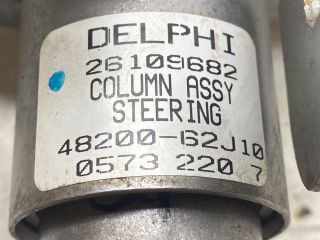 DELPHI
26109682
COLUMN ASSY
STEERING
48200-62J10
0573 220 7